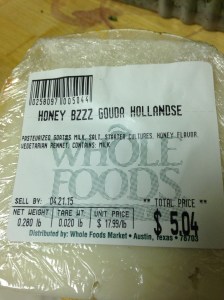 02580970005044
HONEY BZZZ GOUDA HOLLANDSE
PASTEURIZED GOATS MILK, SALT, STARTER CULTURES, HONEY FLAVOR,
VEGETARIAN RENNET CONTAINS: MILK
WHOLE
FOODS
SELL BY: 04.21.15
** TOTAL PRICE **
NET WEIGHT TARE WT. UNIT PRICE
0.280 lb 0.020 lb $ 17.99/lb
$ 5.04
Distributed by: Whole Foods Market • Austin, Texas • 78703